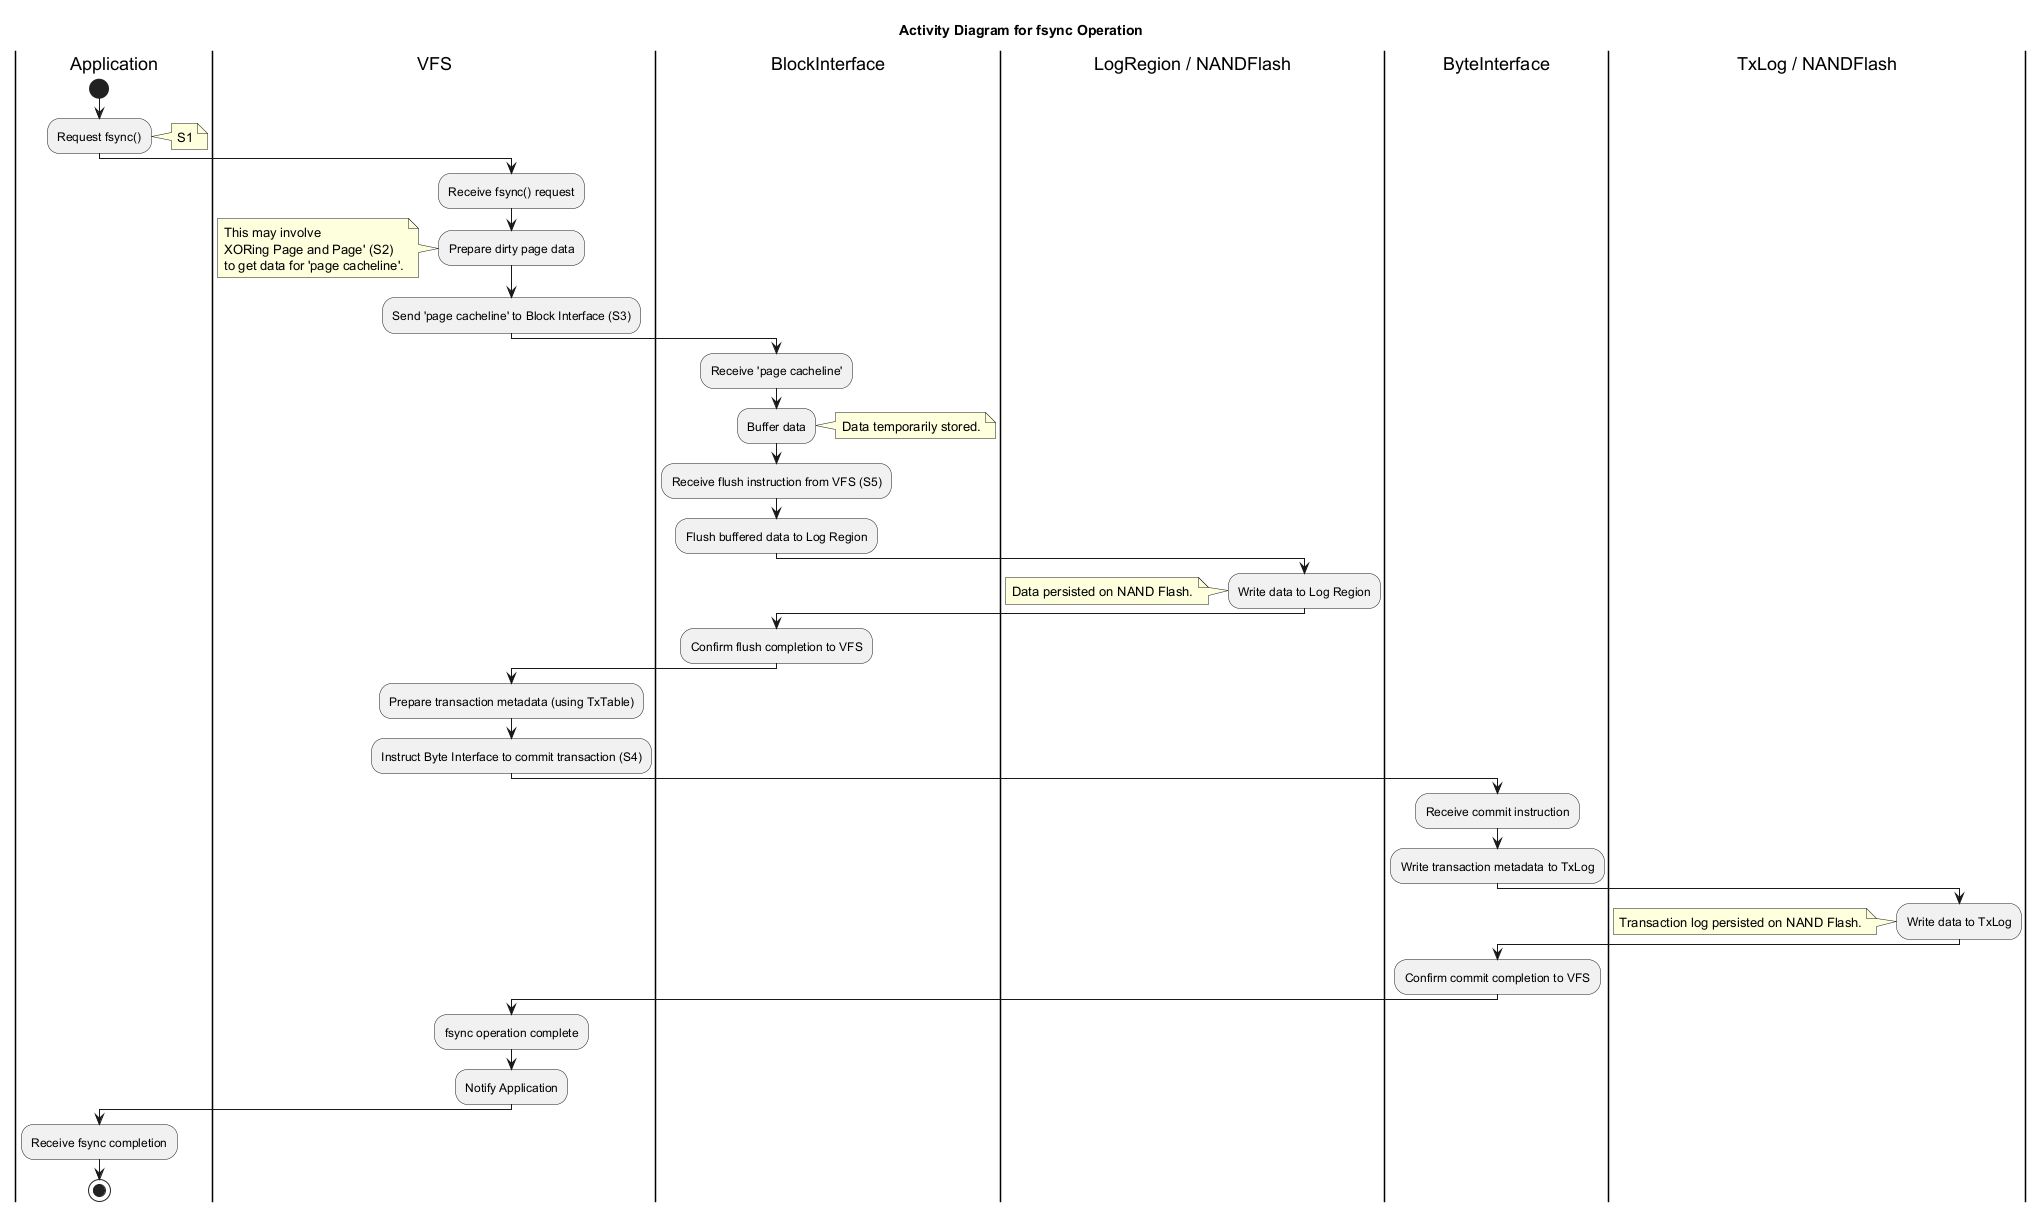 Activity Diagram for fsync Operation
Application
VFS
BlockInterface
LogRegion / NANDFlash
ByteInterface
TxLog / NANDFlash
Request fsync()
S1
Receive fsync() request
This may involve
XORing Page and Page' (S2)
to get data for 'page cacheline'.
Prepare dirty page data
Send 'page cacheline' to Block Interface (S3)
Receive 'page cacheline'
Buffer data
Data temporarily stored.
Receive flush instruction from VFS (S5)
Flush buffered data to Log Region
Data persisted on NAND Flash.
Write data to Log Region
Confirm flush completion to VFS
Prepare transaction metadata (using TxTable)
Instruct Byte Interface to commit transaction (S4)
Receive commit instruction
Write transaction metadata to TxLog
Transaction log persisted on NAND Flash.
Write data to TxLog
Confirm commit completion to VFS
fsync operation complete
Notify Application
Receive fsync completion